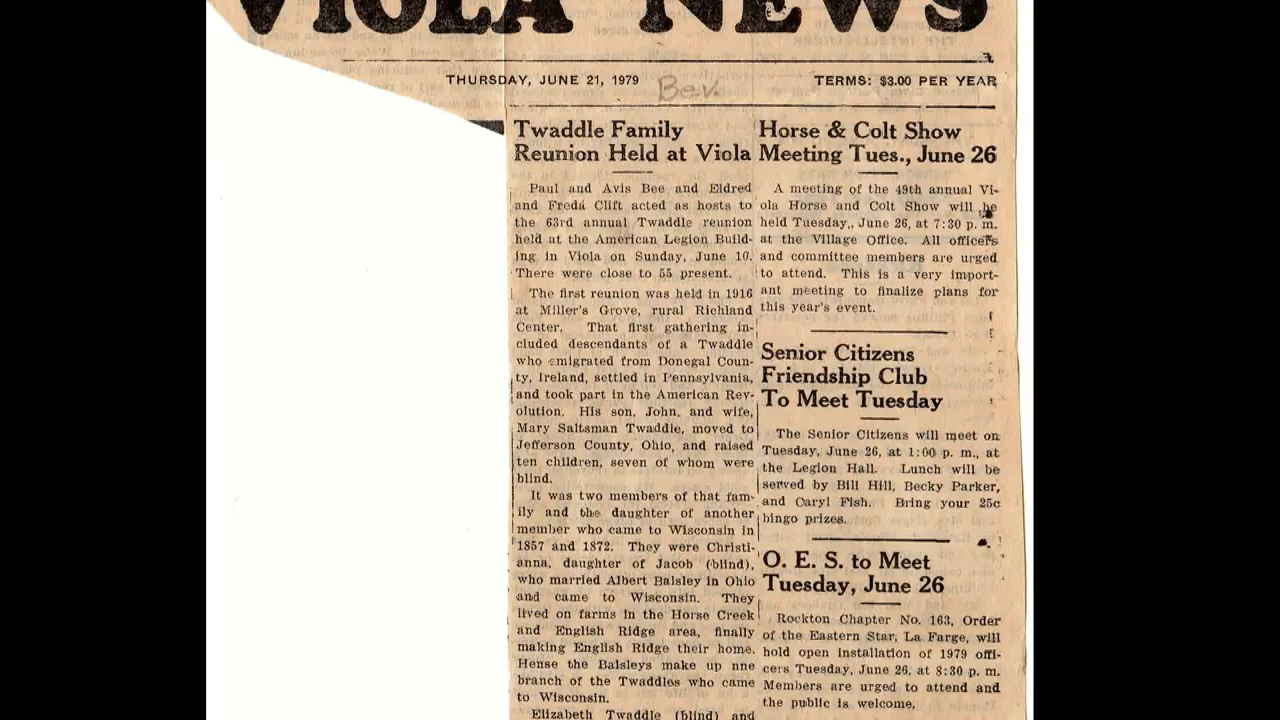 VIOLA NEWS
THURSDAY, JUNE 21, 1979
Bev.
TERMS: $3.00 PER YEAR
Twaddle Family
Reunion Held at Viola
Paul and Avis Bee and Eldred
and Freda Clift acted as hosts to
the 63rd annual Twaddle reunion
held at the American Legion Build-
ing in Viola on Sunday, June 10.
There were close to 55 present.
The first reunion was held in 1916
at Miller's Grove, rural Richland
Center. That first gathering in-
cluded descendants of a Twaddle
who emigrated from Donegal Coun-
ty, Ireland, settled in Pennsylvania,
and took part in the American Rev-
olution. His son, John, and wife,
Mary Saltsman Twaddle, moved to
Jefferson County, Ohio, and raised
ten children, seven of whom were
blind.
It was two members of that fam-
ily and the daughter of another
member who came to Wisconsin in
1857 and 1872. They were Christi-
anna, daughter of Jacob (blind),
who married Albert Balsley in Ohio
and came to Wisconsin. They
lived on farms in the Horse Creek
and English Ridge area, finally
making English Ridge their home.
Hense the Balsleys make up nne
branch of the Twaddles who came
to Wisconsin.
Elizabeth Twaddle (blind) and
Horse & Colt Show
Meeting Tues., June 26
A meeting of the 49th annual Vi-
ola Horse and Colt Show will be
held Tuesday,, June 26, at 7:30 p. m.
at the Village Office. All officers
and committee members are urged
to attend. This is a very import-
ant meeting to finalize plans for
this year's event.
Senior Citizens
Friendship Club
To Meet Tuesday
The Senior Citizens will meet on
Tuesday, June 26, at 1:00 p. m., at
the Legion Hall. Lunch will be
served by Bill Hill, Becky Parker,
and Caryl Fish. Bring your 25c
bingo prizes.
O. E. S. to Meet
Tuesday, June 26
Rockton Chapter No. 163, Order
of the Eastern Star, La Farge, will
hold open installation of 1979 offi-
cers Tuesday, June 26, at 8:30 p. m.
Members are urged to attend and
the public is welcome,